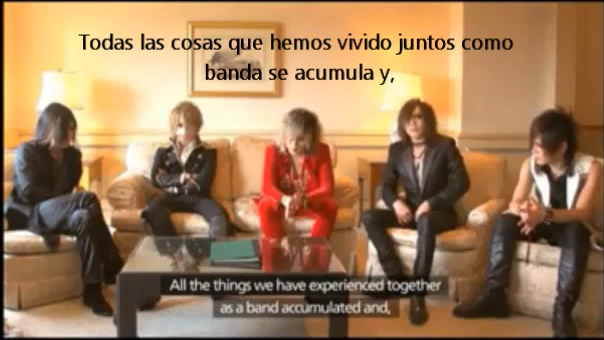 Todas las cosas que hemos vivido juntos como
banda se acumula y,
All the things we have experienced together
as a band accumulated and,